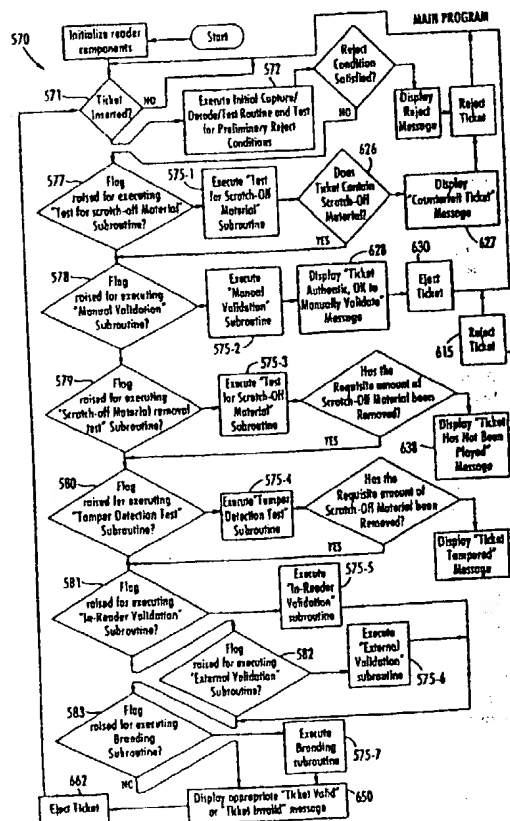 MAIN PROGRAM
570
Initialize reader
components
Start
571
Ticket
Inserted?
NO
572
Execute Initial Capture/
Decode/Test Routine and Test
for Preliminary Reject
Conditions
Reject
Condition
Satisfied?
NO
Display
Reject
Message
Reject
Ticket
577
Flag
raised for executing
"Test for scratch-off Material"
Subroutine?
575-1
Execute "Test
for Scratch-Off
Material"
Subroutine
626
Does
Ticket Contain
Scratch-Off
Material?
YES
Display
"Counterfeit Ticket"
Message
627
578
Flag
raised for executing
"Manual Validation" Subroutine?
Execute
"Manual
Validation"
Subroutine
575-2
628
Display "Ticket
Authentic, OK to
Manually Validate"
Message
630
Eject
Ticket
615
Reject
Ticket
579
Flag
raised for executing
"Scratch-off Material removal
test" Subroutine?
575-3
Execute "Test
for Scratch-Off
Material"
Subroutine
Has the
Requisite amount of
Scratch-Off Material been
Removed?
YES
638
Display "Ticket
Has Not Been
Played"
Message
580
Flag
raised for executing
"Tamper Detection Test"
Subroutine?
575-4
Execute "Tamper
Detection Test"
Subroutine
Has the
Requisite amount of
Scratch-Off Material been
Removed?
YES
Display "Ticket
Tampered"
Message
581
Flag
raised for executing
"In-Reader Validation"
Subroutine?
575-5
Execute
"In-Reader
Validation"
subroutine
582
Flag
raised for executing
"External Validation"
Subroutine?
Execute
"External
Validation"
subroutine
575-6
583
Flag
raised for executing
Branding
Subroutine?
NO
Execute
Branding
subroutine
575-7
662
Eject Ticket
Display appropriate "Ticket Valid"
or "Ticket Invalid" message
650